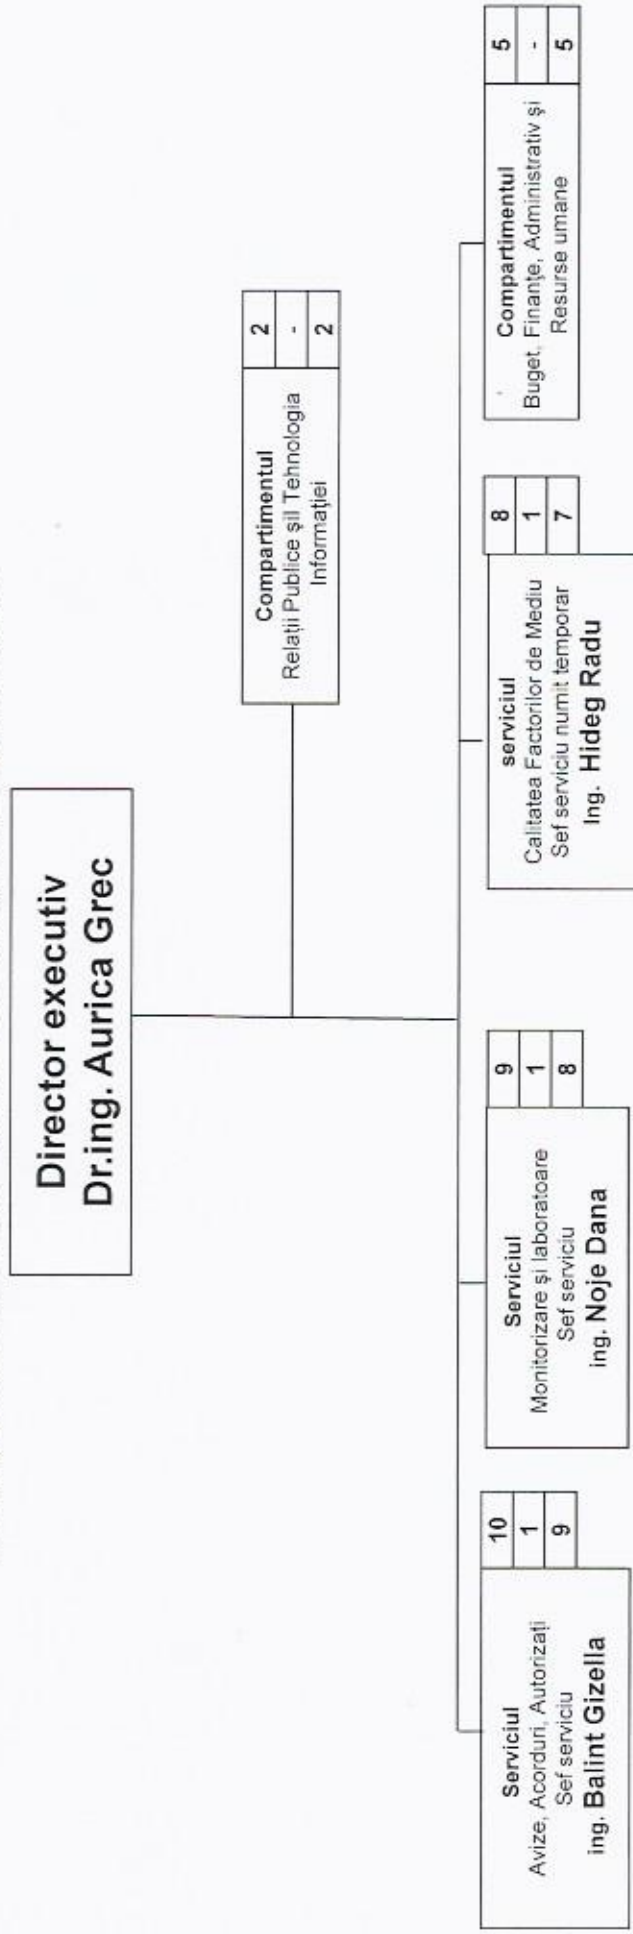 Director executiv
Dr.ing. Aurica Grec
Compartimentul
Relații Publice șiI Tehnologia
Informației
2
-
2
Serviciul
Avize, Acorduri, Autorizați
Sef serviciu
ing. Balint Gizella
10
1
9
Serviciul
Monitorizare și laboratoare
Sef serviciu
ing. Noje Dana
9
1
8
serviciul
Calitatea Factorilor de Mediu
Sef serviciu numit temporar
Ing. Hideg Radu
8
1
7
Compartimentul
Buget, Finanțe, Administrativ și
Resurse umane
5
-
5